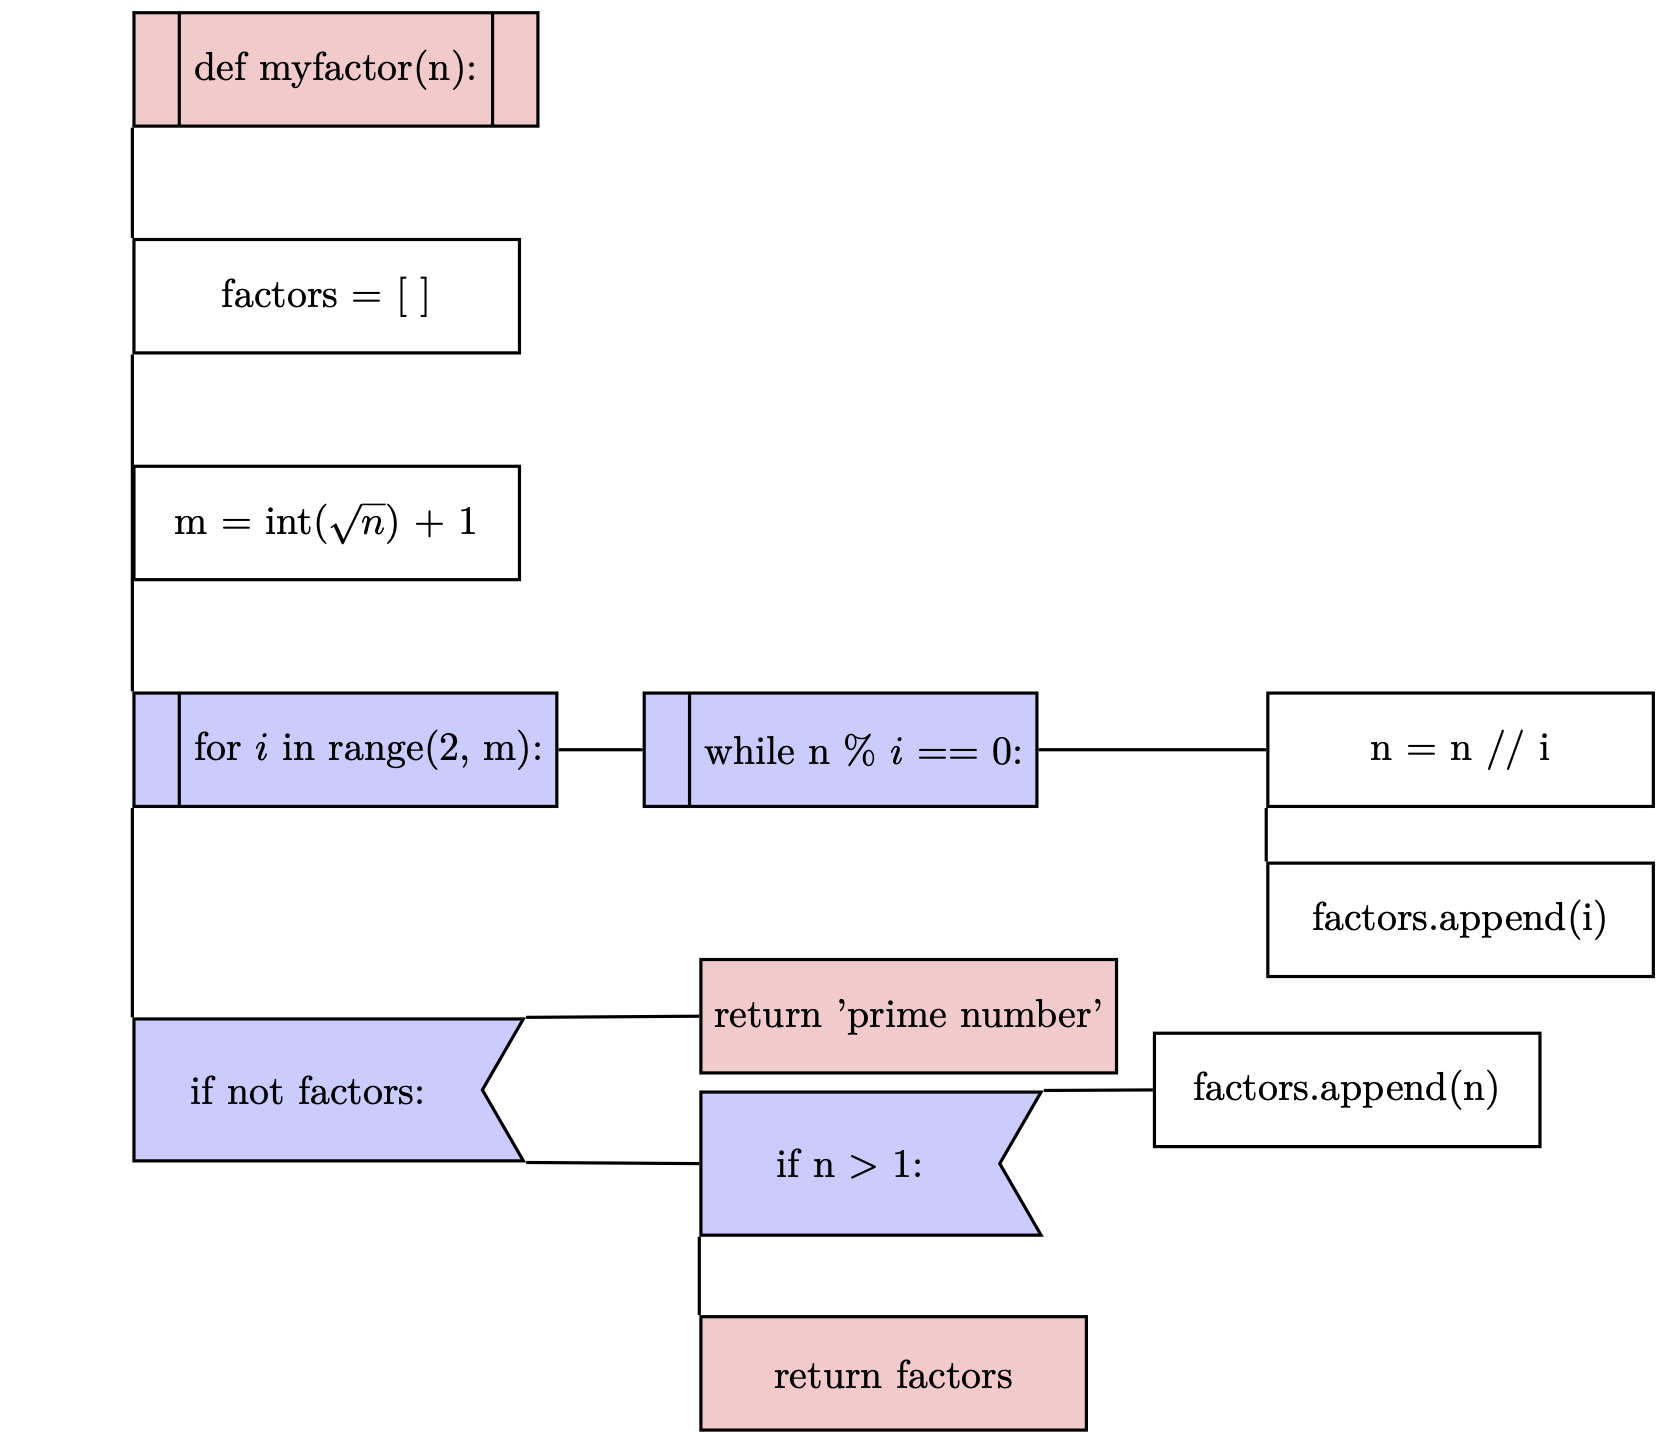 def myfactor(n):
factors = [ ]
m = int(√n) + 1
for i in range(2, m):
while n % i == 0:
n = n // i
factors.append(i)
if not factors:
return ’prime number’
if n > 1:
factors.append(n)
return factors